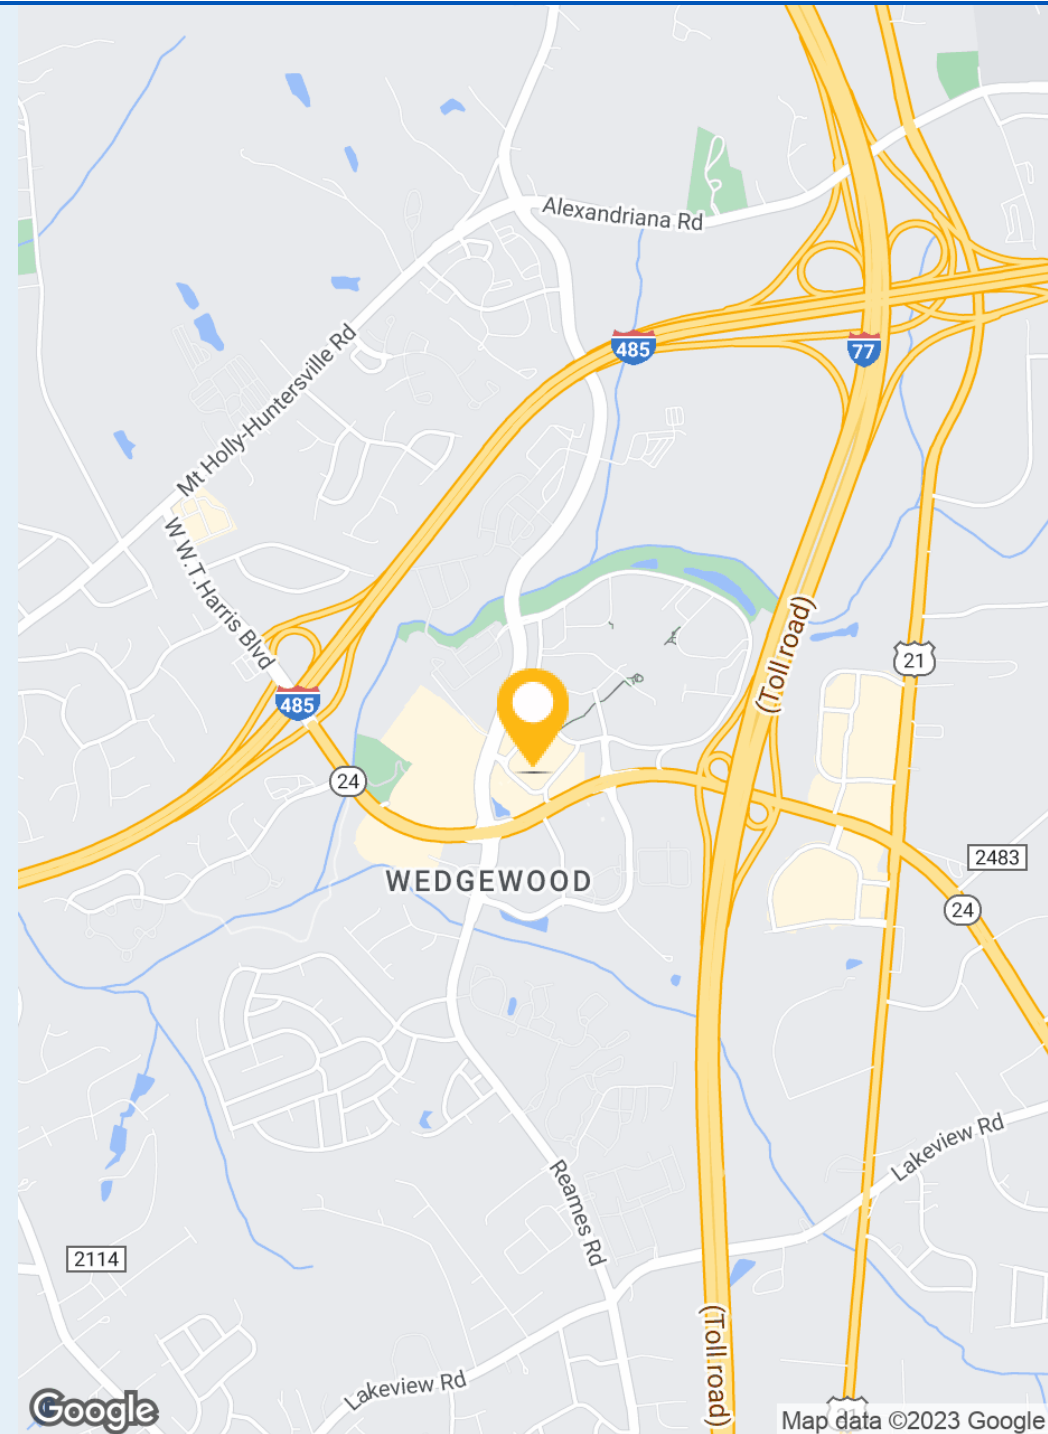 Alexandriana Rd
485
77
Mt Holly-Huntersville Rd
W W.T.Harris Blvd
(Toll road)
21
485
24
2483
WEDGEWOOD
24
Lakeview Rd
Reames Rd
2114
(Toll road)
Lakeview Rd
21
Google
Map data ©2023 Google